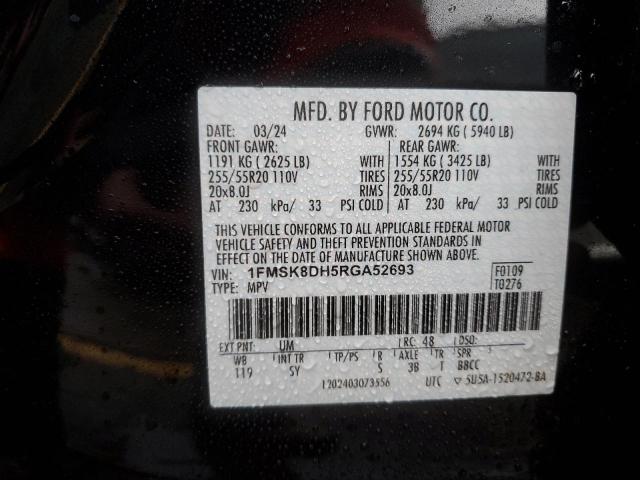 MFD. BY FORD MOTOR CO.
DATE: 03/24 GVWR: 2694 KG ( 5940 LB)
FRONT GAWR: REAR GAWR:
1191 KG ( 2625 LB) WITH 1554 KG ( 3425 LB) WITH
255/55R20 110V TIRES 255/55R20 110V TIRES
20x8.0J RIMS 20x8.0J RIMS
AT 230 kPa/ 33 PSI COLD AT 230 kPa/ 33 PSI COLD
THIS VEHICLE CONFORMS TO ALL APPLICABLE FEDERAL MOTOR
VEHICLE SAFETY AND THEFT PREVENTION STANDARDS IN
EFFECT ON THE DATE OF MANUFACTURE SHOWN ABOVE.
VIN: 1FMSK8DH5RGA52693 F0109
TYPE: MPV T0276
EXT PNT: UM RC: 48 DSO:
WB INT TR TP/PS R AXLE TR SPR
119 SY S 3B T BBCC
1202403073556 UTC ▽ 5U5A-1520472-BA